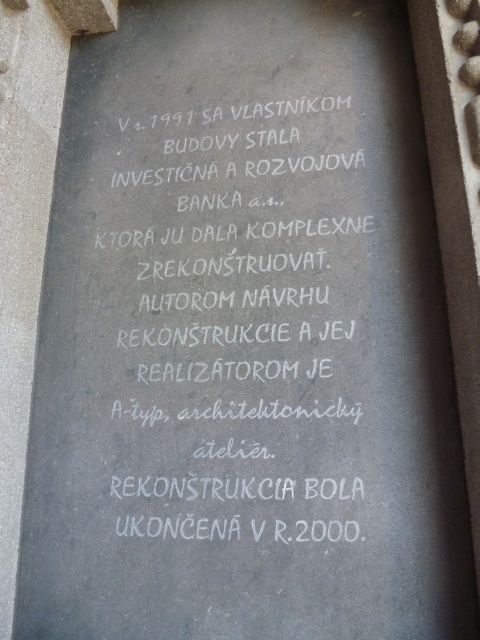 V r. 1991 SA VLASTNÍKOM
BUDOVY STALA
INVESTIČNÁ A ROZVOJOVÁ
BANKA a.s.,
KTORÁ JU DALA KOMPLEXNE
ZREKONŠTRUOVAŤ.
AUTOROM NÁVRHU
REKONŠTRUKCIE A JEJ
REALIZÁTOROM JE
A-typ, architektonický
ateliér.
REKONŠTRUKCIA BOLA
UKONČENÁ V R.2000.